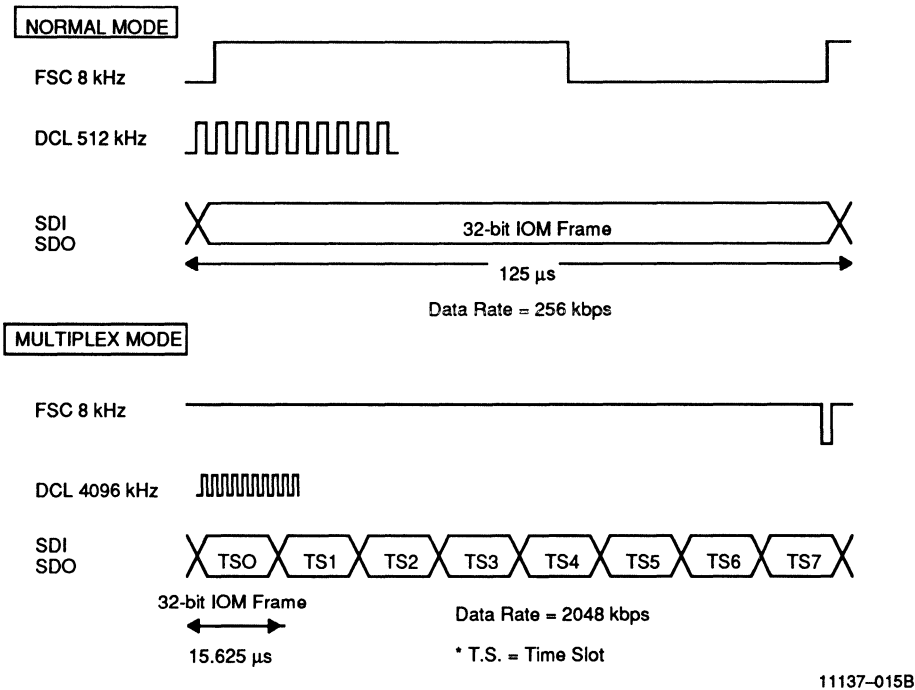 NORMAL MODE
FSC 8 kHz
DCL 512 kHz
SDI
SDO
32-bit IOM Frame
125 µs
Data Rate = 256 kbps
MULTIPLEX MODE
FSC 8 kHz
DCL 4096 kHz
SDI
SDO
TSO TS1 TS2 TS3 TS4 TS5 TS6 TS7
32-bit IOM Frame
Data Rate = 2048 kbps
15.625 µs
* T.S. = Time Slot
11137–015B